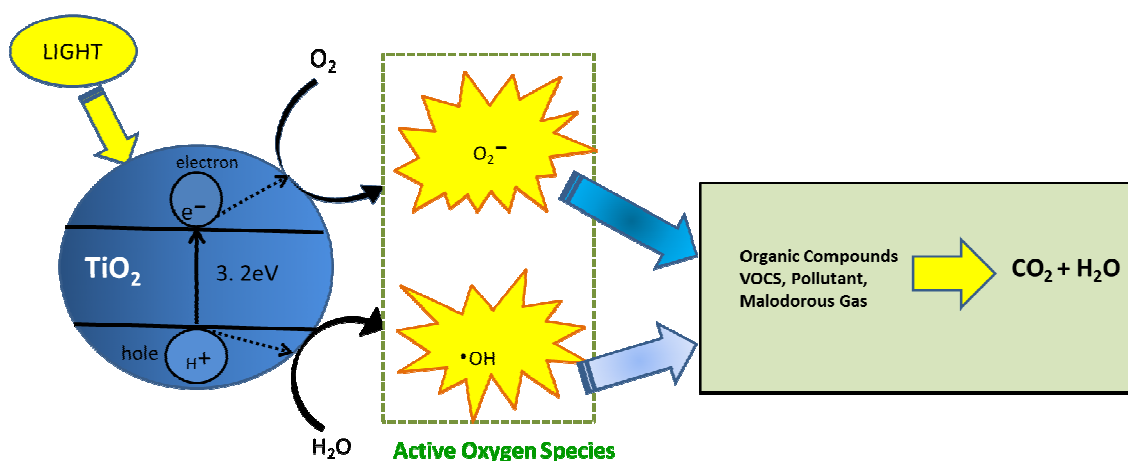 LIGHT
O₂
electron
e⁻
TiO₂
3. 2eV
hole
H⁺
H₂O
O₂⁻
•OH
Active Oxygen Species
Organic Compounds
VOCS, Pollutant,
Malodorous Gas
CO₂ + H₂O